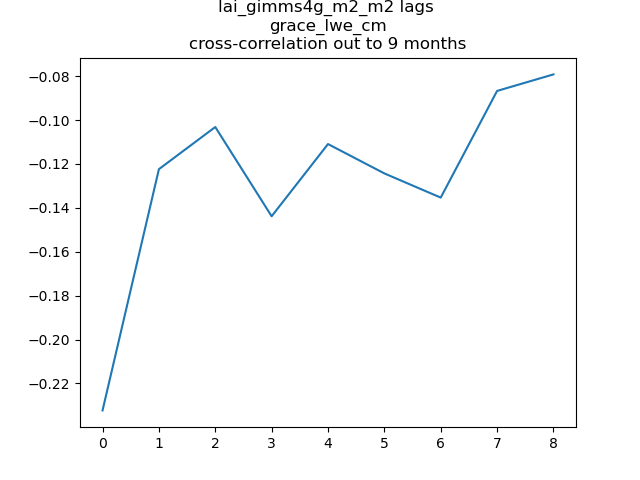 lai_gimms4g_m2_m2 lags
grace_lwe_cm
cross-correlation out to 9 months
−0.08
−0.10
−0.12
−0.14
−0.16
−0.18
−0.20
−0.22
0 1 2 3 4 5 6 7 8